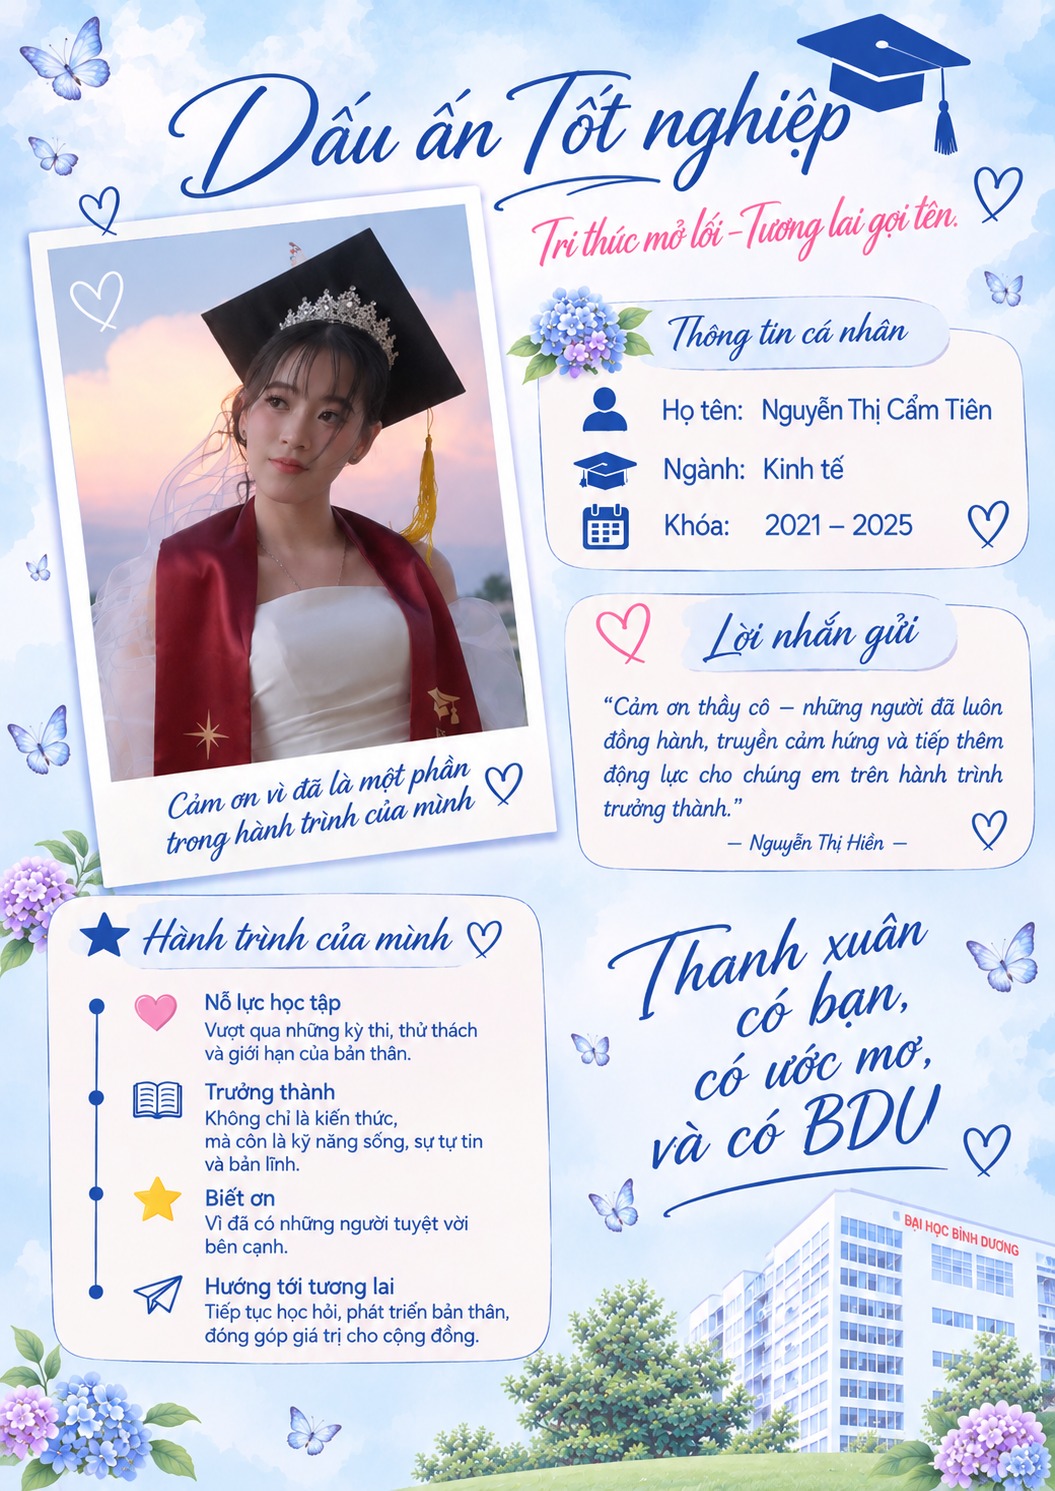 Dấu ấn Tốt nghiệp
Tri thức mở lối – Tương lai gọi tên.
Thông tin cá nhân
Họ tên: Nguyễn Thị Cẩm Tiên
Ngành: Kinh tế
Khóa: 2021 – 2025
Cảm ơn vì đã là một phần
trong hành trình của mình
Lời nhắn gửi
“Cảm ơn thầy cô – những người đã luôn
đồng hành, truyền cảm hứng và tiếp thêm
động lực cho chúng em trên hành trình
trưởng thành.”
– Nguyễn Thị Hiền –
Hành trình của mình
Nỗ lực học tập
Vượt qua những kỳ thi, thử thách
và giới hạn của bản thân.
Trưởng thành
Không chỉ là kiến thức,
mà còn là kỹ năng sống, sự tự tin
và bản lĩnh.
Biết ơn
Vì đã có những người tuyệt vời
bên cạnh.
Hướng tới tương lai
Tiếp tục học hỏi, phát triển bản thân,
đóng góp giá trị cho cộng đồng.
Thanh xuân
có bạn,
có ước mơ,
và có BDU
ĐẠI HỌC BÌNH DƯƠNG